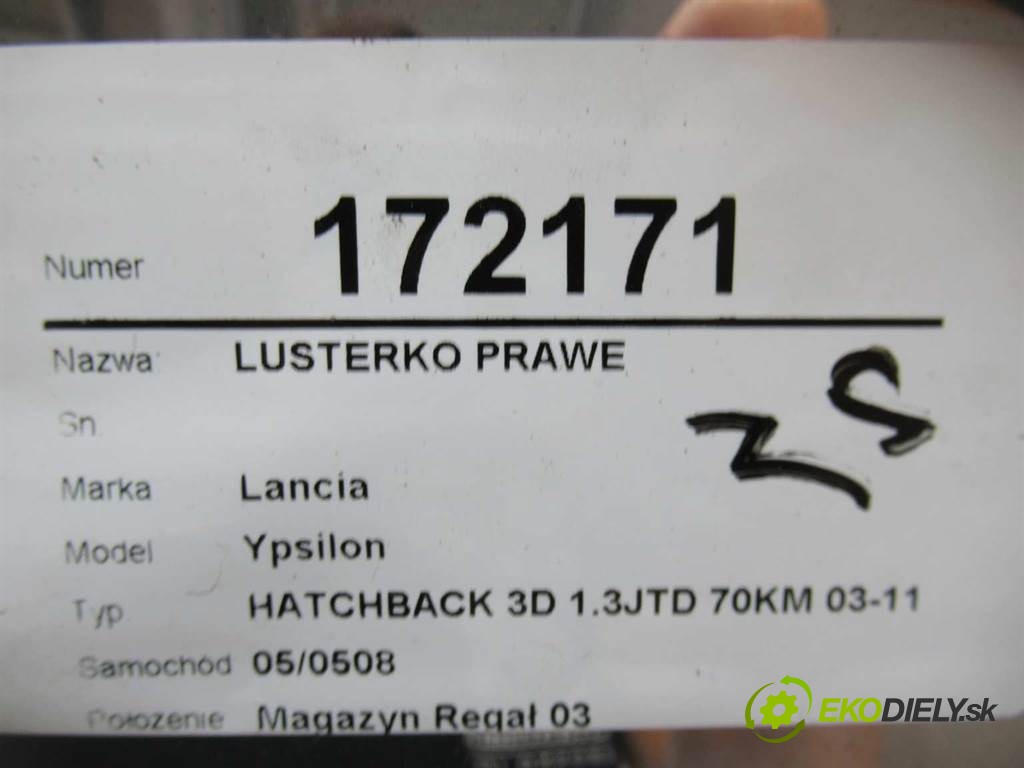 Numer 172171
Nazwa: LUSTERKO PRAWE
Sn.
Marka Lancia
Model Ypsilon
Typ HATCHBACK 3D 1.3JTD 70KM 03-11
Samochód 05/0508
Położenie Magazyn Regał 03
EKODIELY.sk